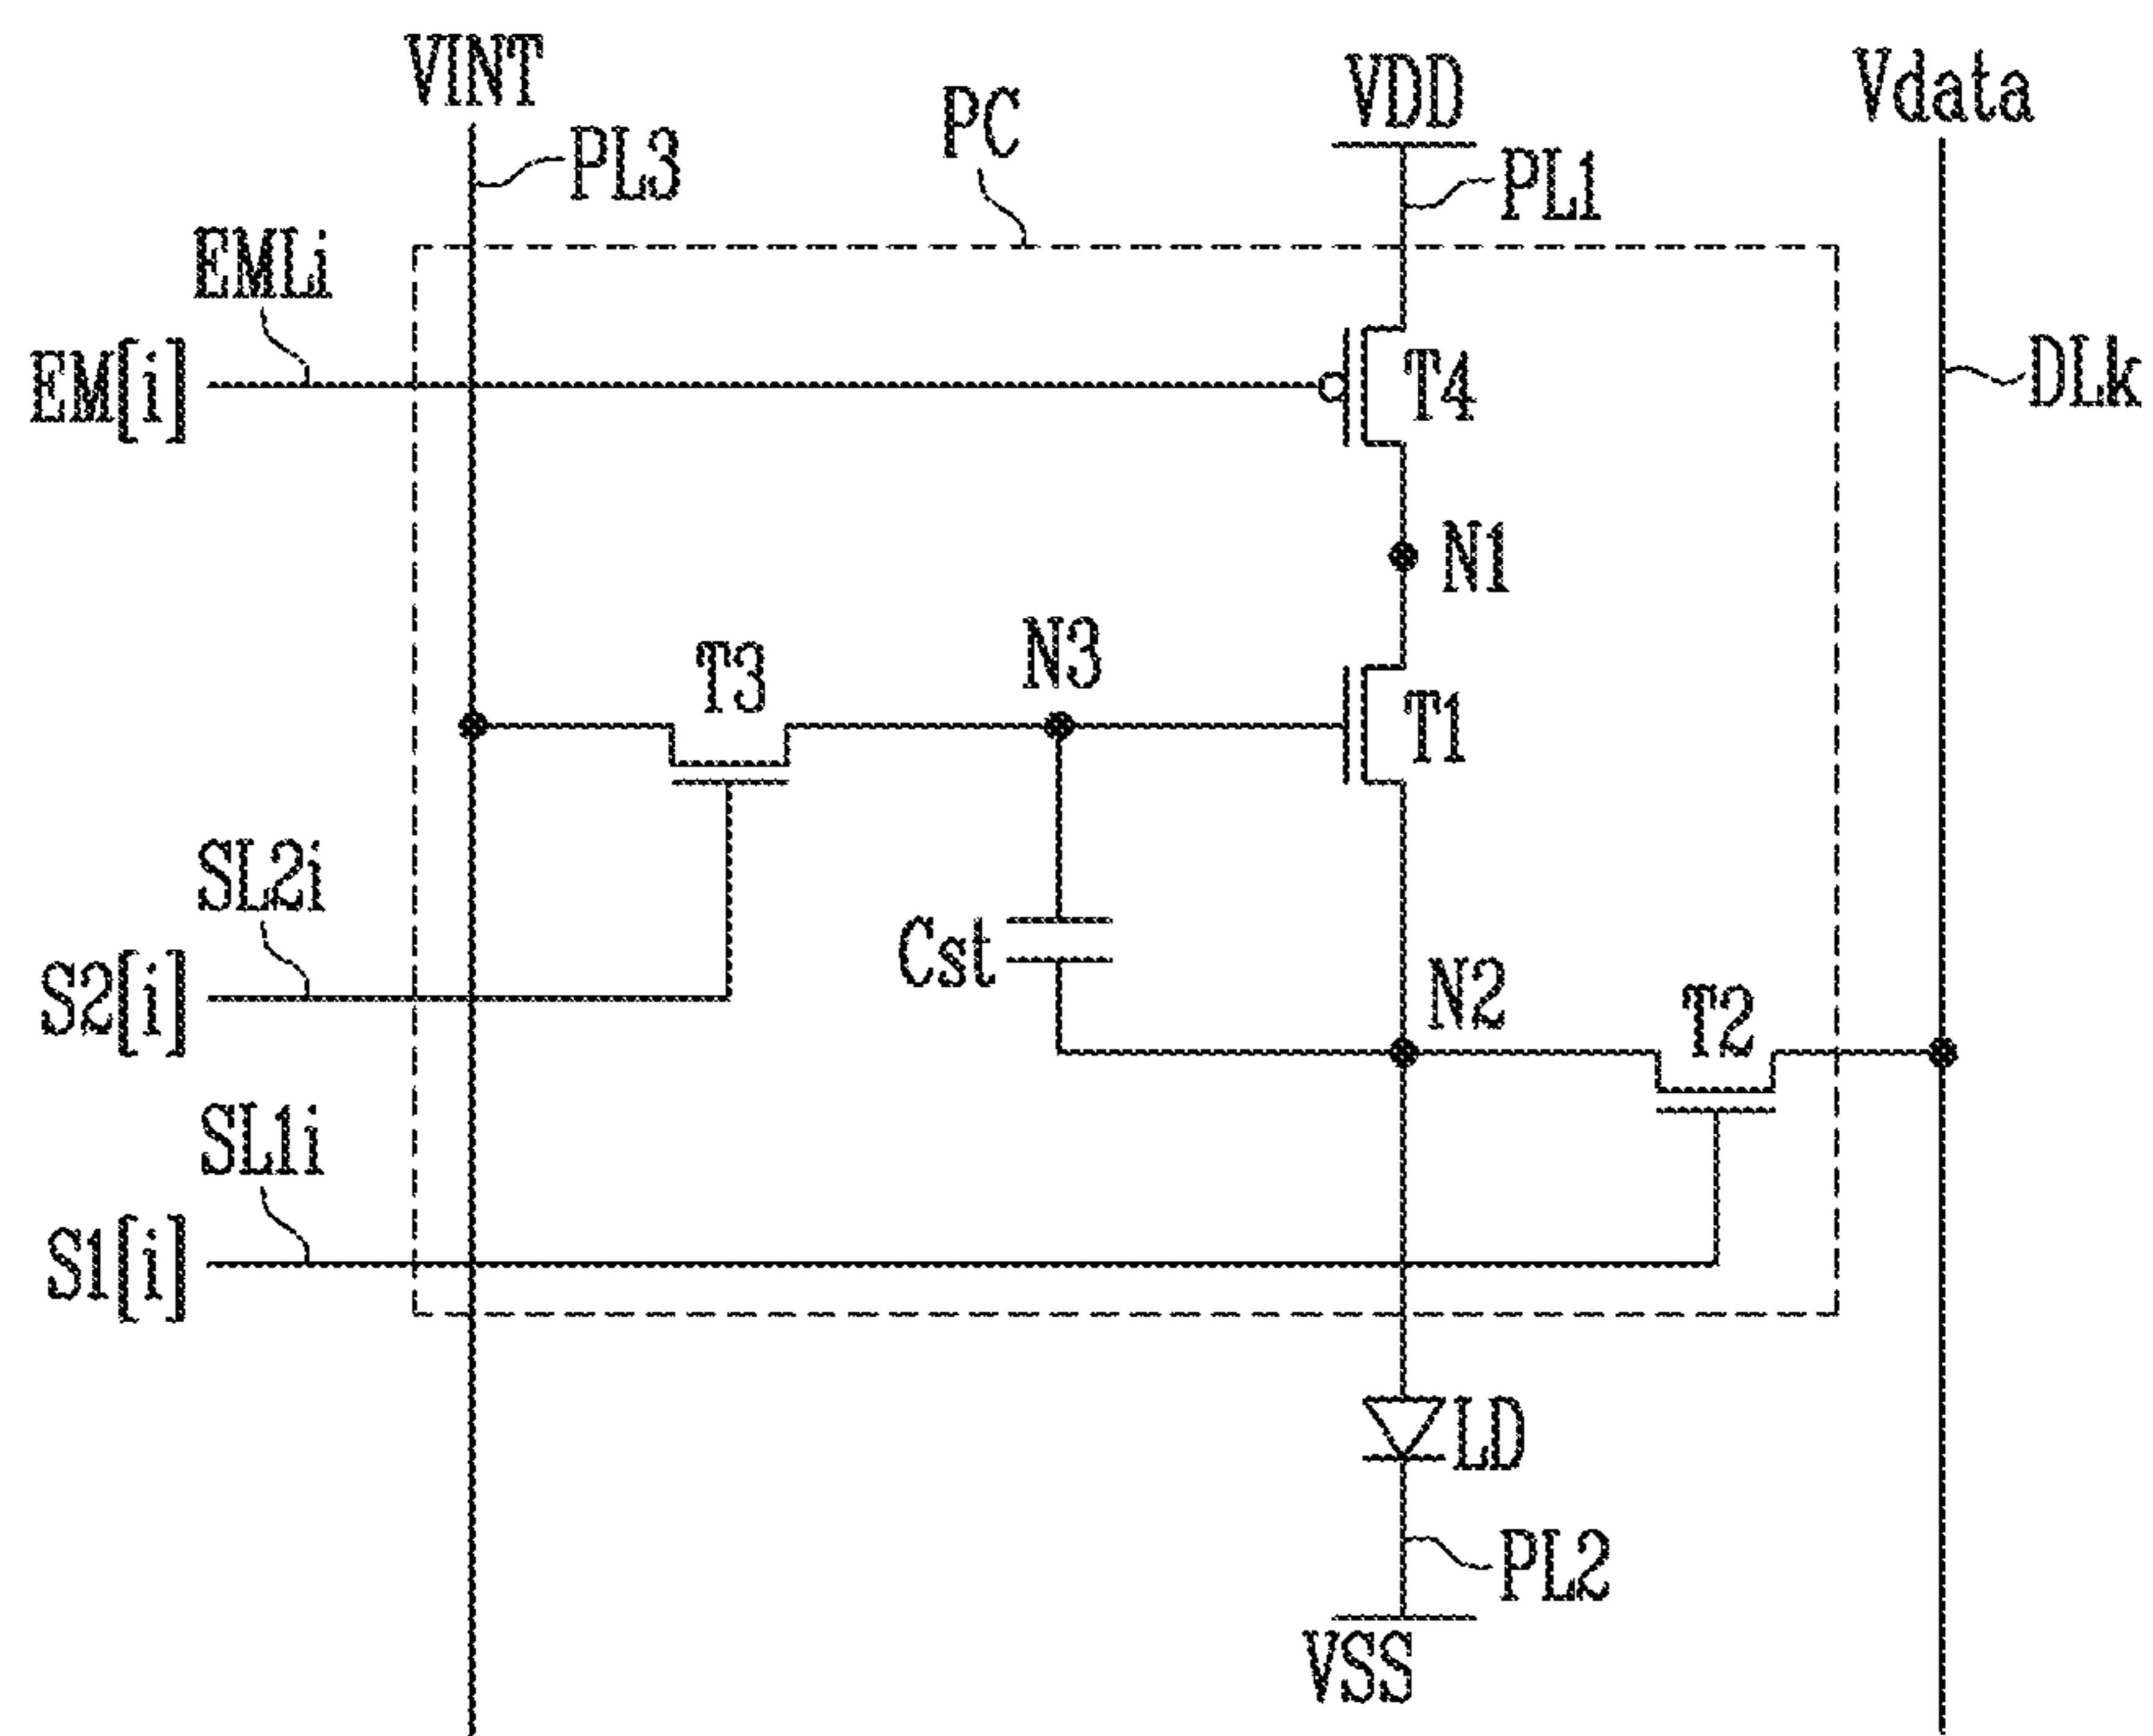 VINT
VDD
Vdata
PC
PL3
PL1
EMLi
EM[i]
T4
DLk
N1
T3
N3
T1
SL2i
Cst
S2[i]
N2
T2
SL1i
S1[i]
LD
PL2
VSS